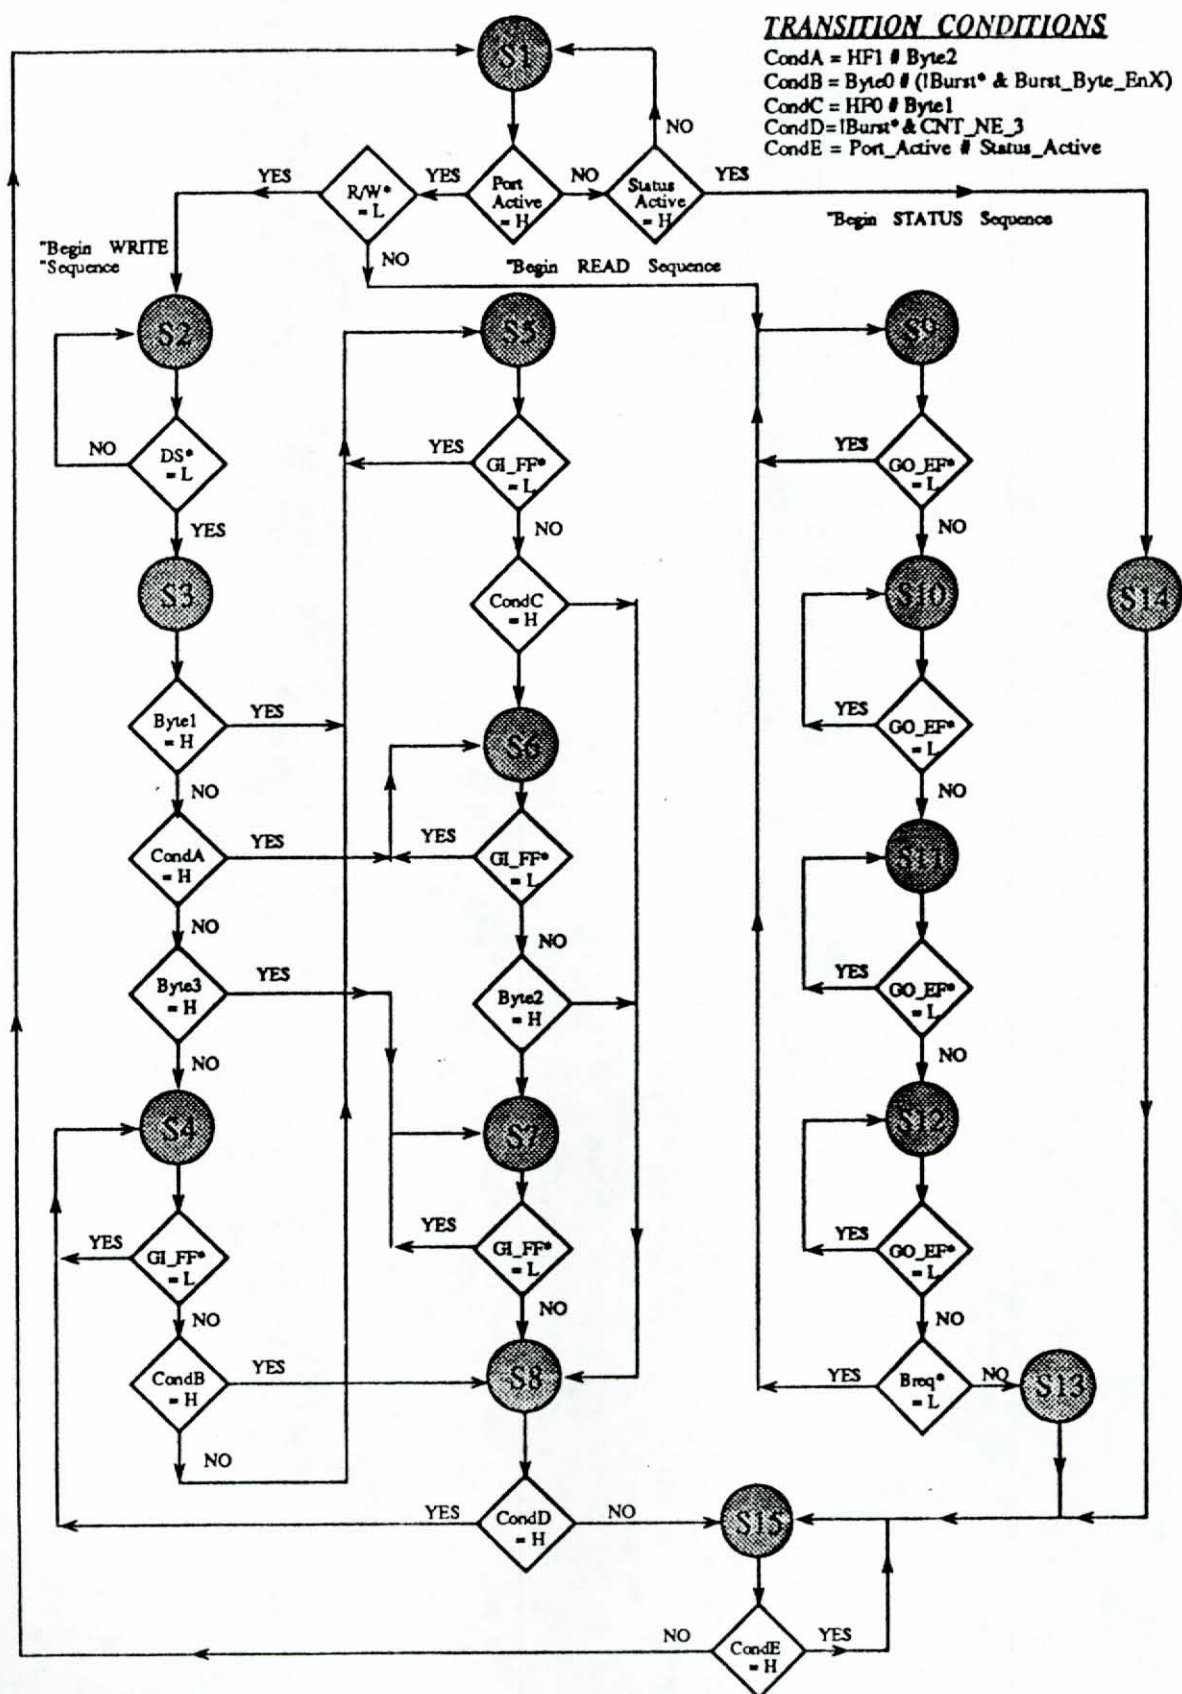 TRANSITION CONDITIONS
CondA = HF1 # Byte2
CondB = Byte0 # (!Burst* & Burst_Byte_EnX)
CondC = HF0 # Byte1
CondD=!Burst* & CNT_NE_3
CondE = Port_Active # Status_Active
S1
NO
YES
R/W*
= L
YES
Port
Active
= H
NO
Status
Active
= H
YES
"Begin STATUS Sequence
"Begin WRITE
"Sequence
NO
"Begin READ Sequence
S2
S5
S9
NO
DS*
= L
YES
YES
GI_FF*
= L
NO
YES
GO_EF*
= L
NO
S3
CondC
= H
S10
S14
Byte1
= H
YES
NO
S6
YES
GO_EF*
= L
NO
CondA
= H
YES
NO
YES
GI_FF*
= L
NO
S11
Byte3
= H
YES
NO
Byte2
= H
YES
GO_EF*
= L
NO
S4
S7
S12
YES
GI_FF*
= L
NO
YES
GI_FF*
= L
NO
YES
GO_EF*
= L
NO
CondB
= H
YES
NO
S8
YES
Breq*
= L
NO
S13
YES
CondD
= H
NO
S15
NO
CondE
= H
YES